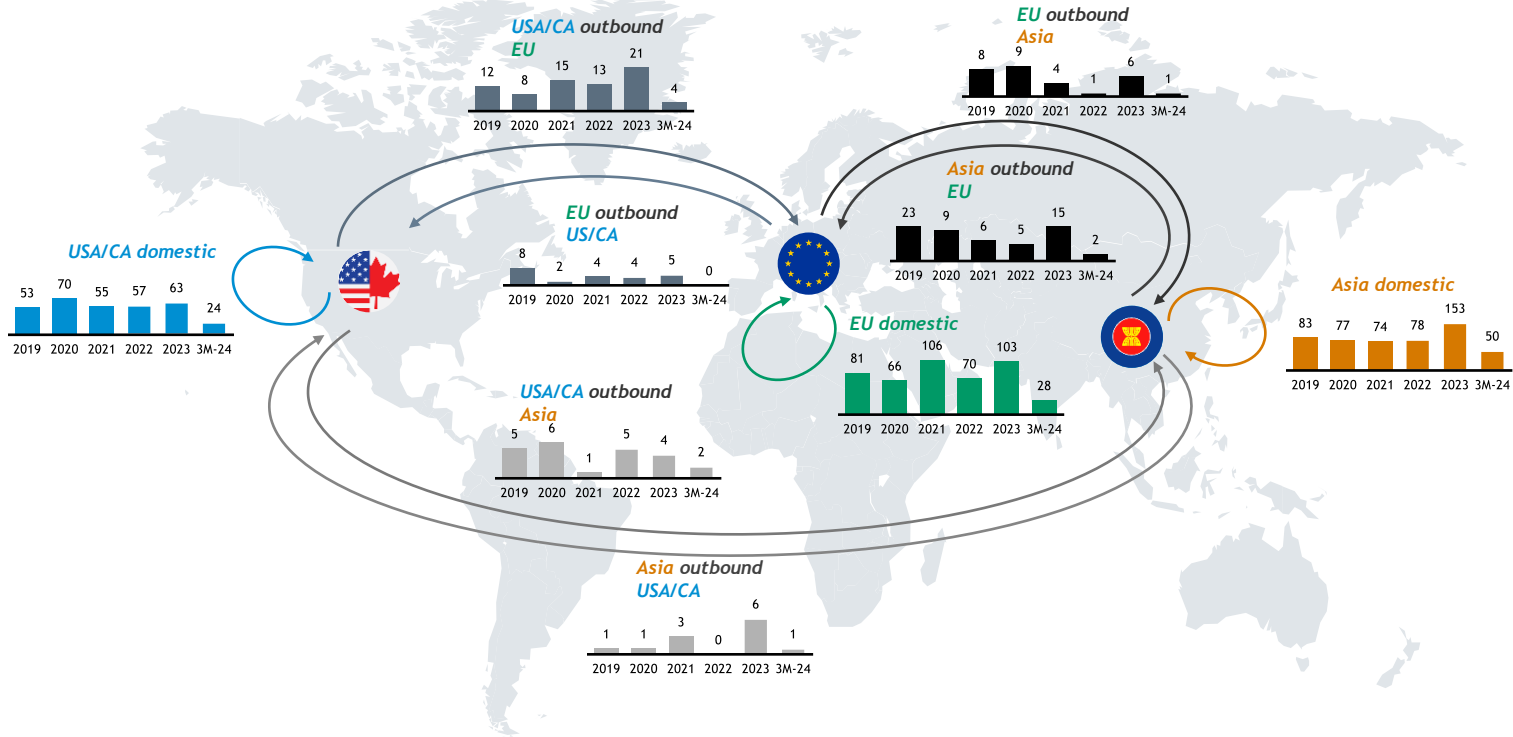 USA/CA outbound
EU
12 8 15 13 21 4
2019 2020 2021 2022 2023 3M-24
EU outbound
Asia
8 9 4 1 6 1
2019 2020 2021 2022 2023 3M-24
Asia outbound
EU
23 9 6 5 15 2
2019 2020 2021 2022 2023 3M-24
EU outbound
US/CA
8 2 4 4 5 0
2019 2020 2021 2022 2023 3M-24
USA/CA domestic
53 70 55 57 63 24
2019 2020 2021 2022 2023 3M-24
EU domestic
81 66 106 70 103 28
2019 2020 2021 2022 2023 3M-24
Asia domestic
83 77 74 78 153 50
2019 2020 2021 2022 2023 3M-24
USA/CA outbound
Asia
5 6 1 5 4 2
2019 2020 2021 2022 2023 3M-24
Asia outbound
USA/CA
1 1 3 0 6 1
2019 2020 2021 2022 2023 3M-24